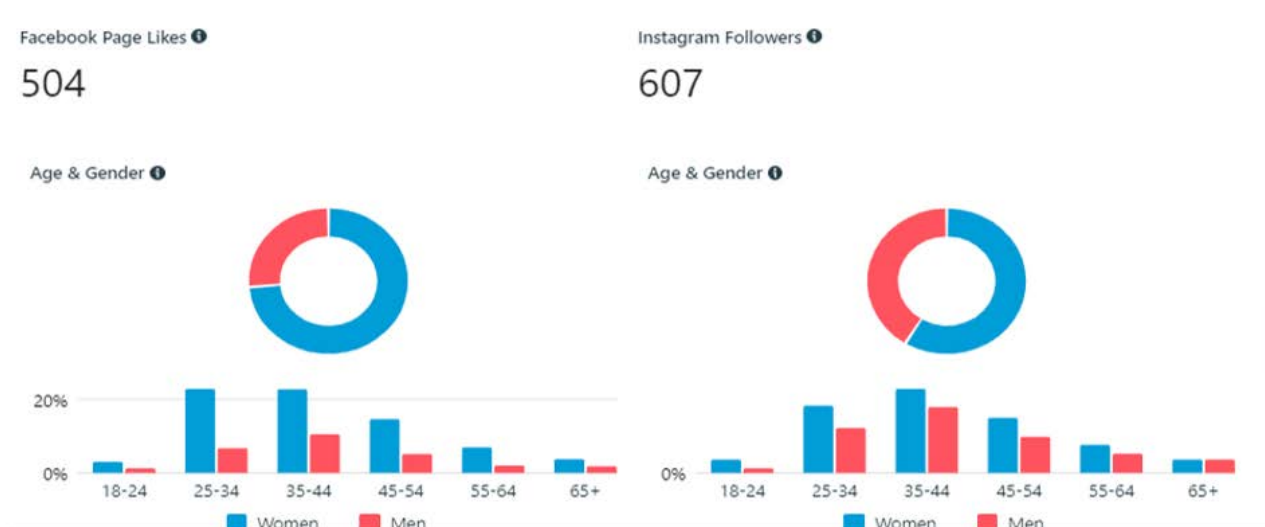 Facebook Page Likes
504
Age & Gender
20%
0%
18-24 25-34 35-44 45-54 55-64 65+
Women Men
Instagram Followers
607
Age & Gender
0%
18-24 25-34 35-44 45-54 55-64 65+
Women Men